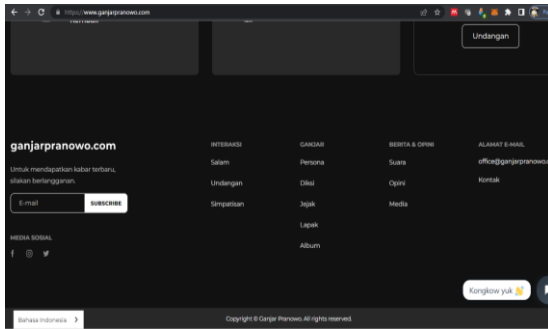 https://www.ganjarpranowo.com
Undangan
ganjarpranowo.com
Untuk mendapatkan kabar terbaru,
silakan berlangganan.
E-mail
SUBSCRIBE
MEDIA SOSIAL
INTERAKSI
Salam
Undangan
Simpatisan
GANJAR
Persona
Diksi
Jejak
Lapak
Album
BERITA & OPINI
Suara
Opini
Media
ALAMAT E-MAIL
office@ganjarpranowo.c
Kontak
Kongkow yuk 👋
Bahasa Indonesia
Copyright © Ganjar Pranowo. All rights reserved.